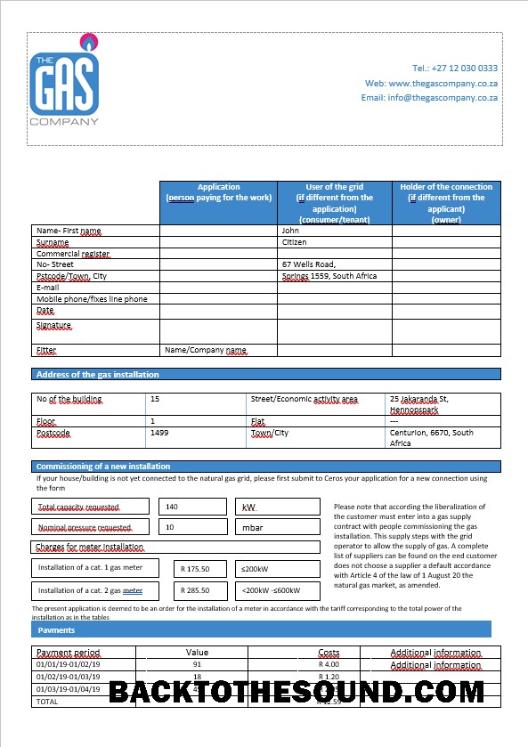 THE
GAS
COMPANY
Tel.: +27 12 030 0333
Web: www.thegascompany.co.za
Email: info@thegascompany.co.za
Application
(person paying for the work)
User of the grid
(if different from the
application)
(consumer/tenant)
Holder of the connection
(if different from the
applicant)
(owner)
Name- First name John
Surname Citizen
Commercial register
No- Street 67 Wells Road,
Pstcode/Town, City Springs 1559, South Africa
E-mail
Mobile phone/fixes line phone
Date
Signature
Fitter Name/Company name
Address of the gas installation
No of the building 15 Street/Economic activity area 25 Jakaranda St,
Hennopspark
Floor 1 Flat ---
Postcode 1499 Town/City Centurion, 6670, South
Africa
Commissioning of a new installation
If your house/building is not yet connected to the natural gas grid, please first submit to Ceros your application for a new connection using
the form
Total capacity requested 140 kW
Nominal pressure requested 10 mbar
Charges for meter installation
Installation of a cat. 1 gas meter R 175.50 ≤200kW
Installation of a cat. 2 gas meter R 285.50 <200kW -≤600kW
Please note that according the liberalization of
the customer must enter into a gas supply
contract with people commissioning the gas
installation. This supply steps with the grid
operator to allow the supply of gas. A complete
list of suppliers can be found on the end customer
does not choose a supplier a default accordance
with Article 4 of the law of 1 August 20 the
natural gas market, as amended.
The present application is deemed to be an order for the installation of a meter in accordance with the tariff corresponding to the total power of the
installation as in the tables
Payments
Payment period Value Costs Additional information
01/01/19-01/02/19 91 R 4.00 Additional information
01/02/19-01/03/19 18 R 1.20
01/03/19-01/04/19
TOTAL
BACKTOTHESOUND.COM